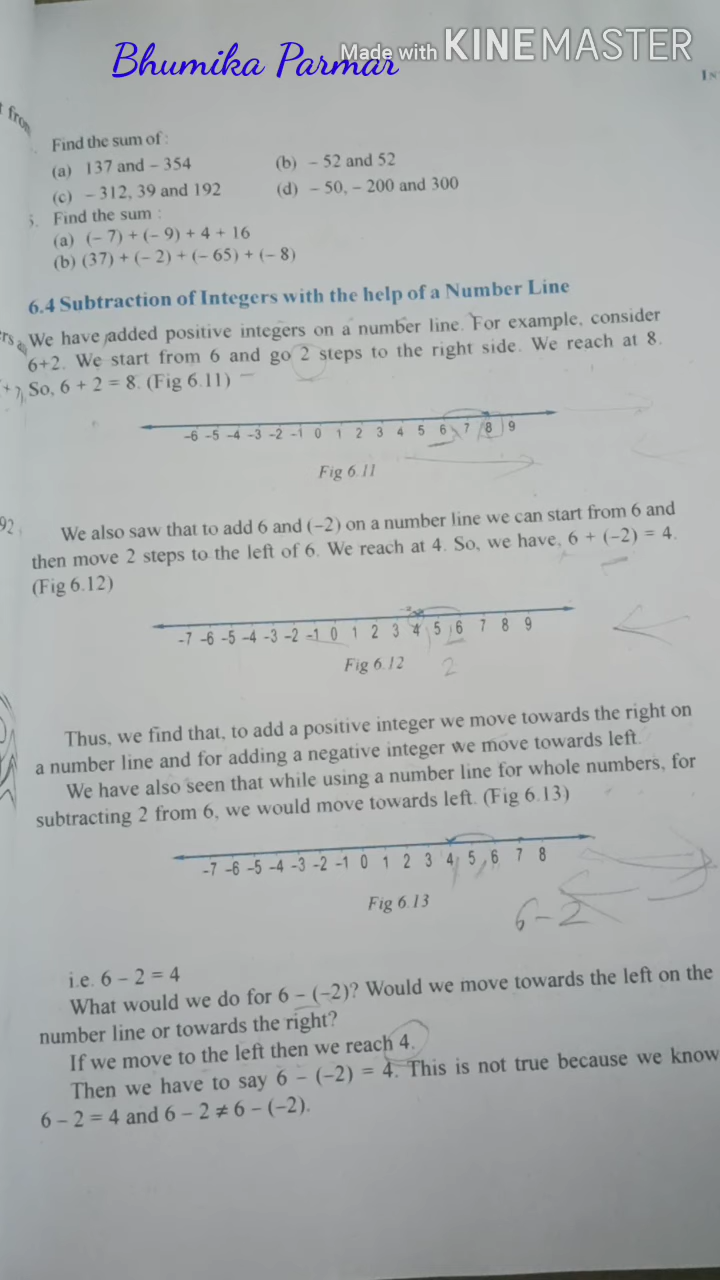 Bhumika Parmar
Made with KINEMASTER
from
Find the sum of :
(a) 137 and – 354 (b) – 52 and 52
(c) – 312, 39 and 192 (d) – 50, – 200 and 300
5. Find the sum :
(a) (– 7) + (– 9) + 4 + 16
(b) (37) + (– 2) + (– 65) + (– 8)
6.4 Subtraction of Integers with the help of a Number Line
We have added positive integers on a number line. For example, consider
6+2. We start from 6 and go 2 steps to the right side. We reach at 8.
So, 6 + 2 = 8. (Fig 6.11)
-6 -5 -4 -3 -2 -1 0 1 2 3 4 5 6 7 8 9
Fig 6.11
92
We also saw that to add 6 and (–2) on a number line we can start from 6 and
then move 2 steps to the left of 6. We reach at 4. So, we have, 6 + (–2) = 4.
(Fig 6.12)
-7 -6 -5 -4 -3 -2 -1 0 1 2 3 4 5 6 7 8 9
Fig 6.12
2
Thus, we find that, to add a positive integer we move towards the right on
a number line and for adding a negative integer we move towards left.
We have also seen that while using a number line for whole numbers, for
subtracting 2 from 6, we would move towards left. (Fig 6.13)
-7 -6 -5 -4 -3 -2 -1 0 1 2 3 4 5 6 7 8
Fig 6.13
6-2
i.e. 6 – 2 = 4
What would we do for 6 – (–2)? Would we move towards the left on the
number line or towards the right?
If we move to the left then we reach 4.
Then we have to say 6 – (–2) = 4. This is not true because we know
6 – 2 = 4 and 6 – 2 ≠ 6 – (–2).